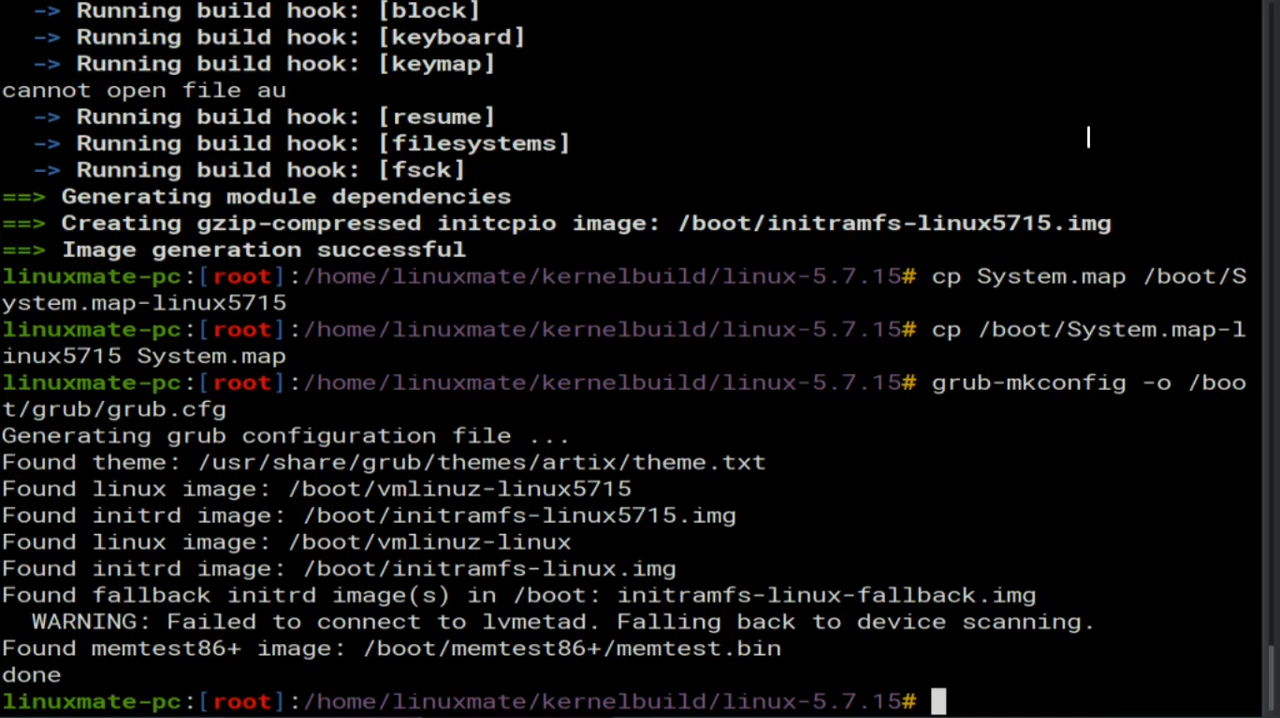 -> Running build hook: [block]
-> Running build hook: [keyboard]
-> Running build hook: [keymap]
cannot open file au
-> Running build hook: [resume]
-> Running build hook: [filesystems]
-> Running build hook: [fsck]
==> Generating module dependencies
==> Creating gzip-compressed initcpio image: /boot/initramfs-linux5715.img
==> Image generation successful
linuxmate-pc:[root]:/home/linuxmate/kernelbuild/linux-5.7.15# cp System.map /boot/S
ystem.map-linux5715
linuxmate-pc:[root]:/home/linuxmate/kernelbuild/linux-5.7.15# cp /boot/System.map-l
inux5715 System.map
linuxmate-pc:[root]:/home/linuxmate/kernelbuild/linux-5.7.15# grub-mkconfig -o /boo
t/grub/grub.cfg
Generating grub configuration file ...
Found theme: /usr/share/grub/themes/artix/theme.txt
Found linux image: /boot/vmlinuz-linux5715
Found initrd image: /boot/initramfs-linux5715.img
Found linux image: /boot/vmlinuz-linux
Found initrd image: /boot/initramfs-linux.img
Found fallback initrd image(s) in /boot: initramfs-linux-fallback.img
WARNING: Failed to connect to lvmetad. Falling back to device scanning.
Found memtest86+ image: /boot/memtest86+/memtest.bin
done
linuxmate-pc:[root]:/home/linuxmate/kernelbuild/linux-5.7.15#